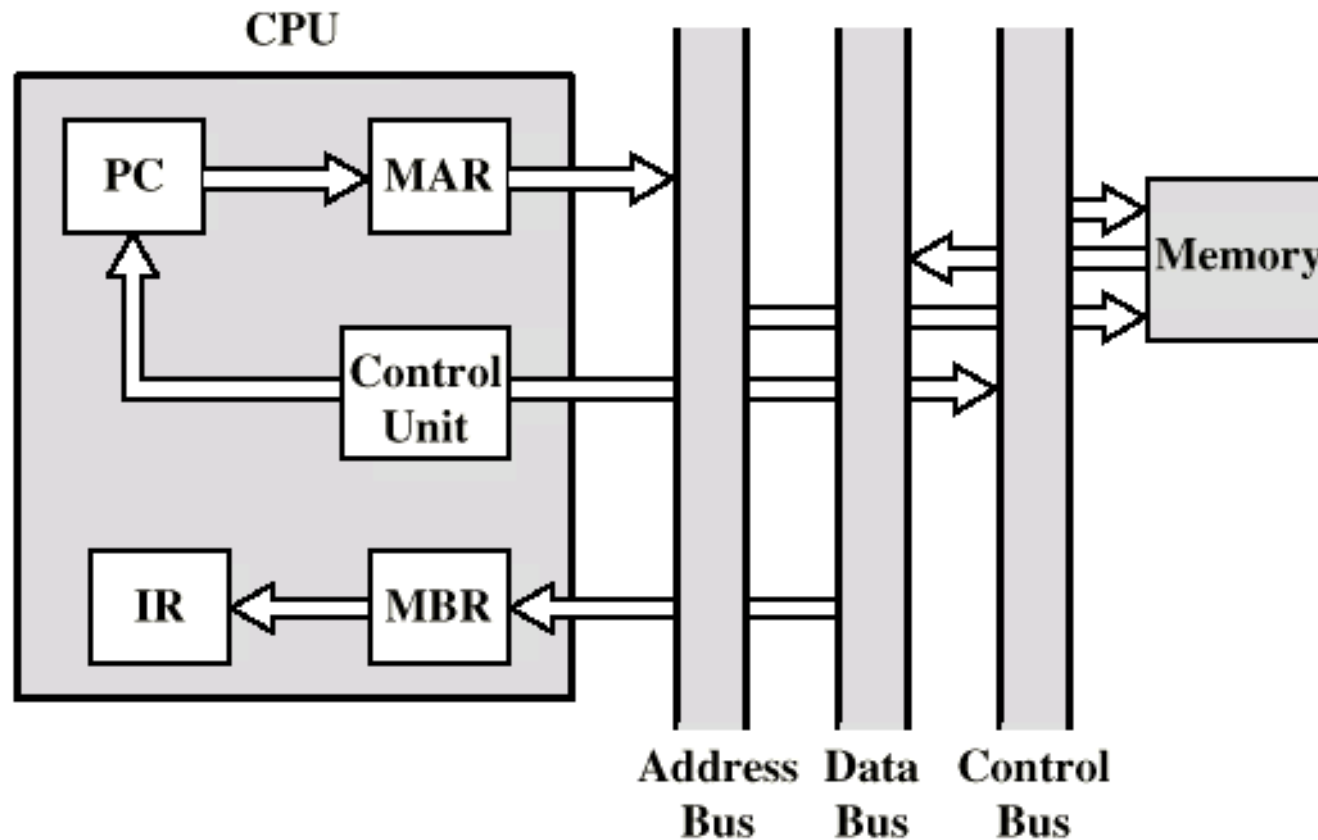 CPU
PC
MAR
Memory
Control
Unit
IR
MBR
Address
Bus
Data
Bus
Control
Bus